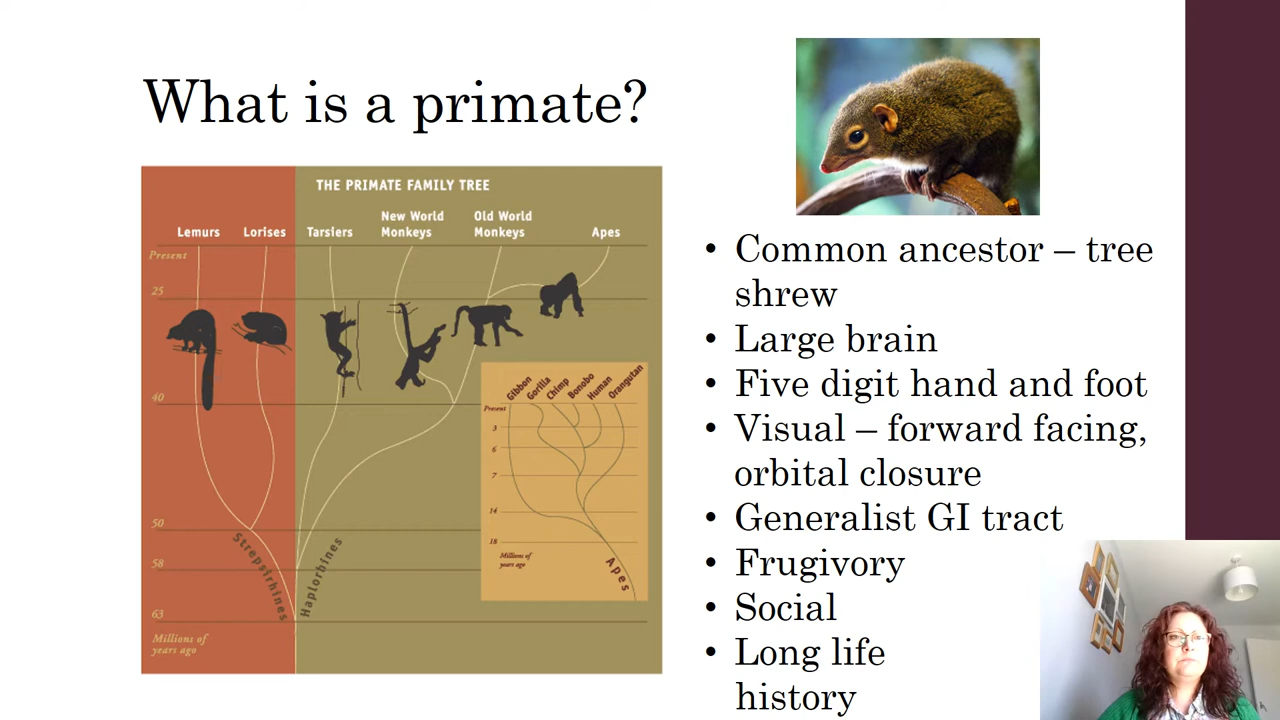 What is a primate?
THE PRIMATE FAMILY TREE
Lemurs
Lorises
Tarsiers
New World
Monkeys
Old World
Monkeys
Apes
Present
25
40
50
58
63
Millions of
years ago
Strepsirhines
Haplorhines
Gibbon
Gorilla
Chimp
Bonobo
Human
Orangutan
Present
3
6
7
14
18
Millions of
years ago
Apes
• Common ancestor – tree
shrew
• Large brain
• Five digit hand and foot
• Visual – forward facing,
orbital closure
• Generalist GI tract
• Frugivory
• Social
• Long life
history